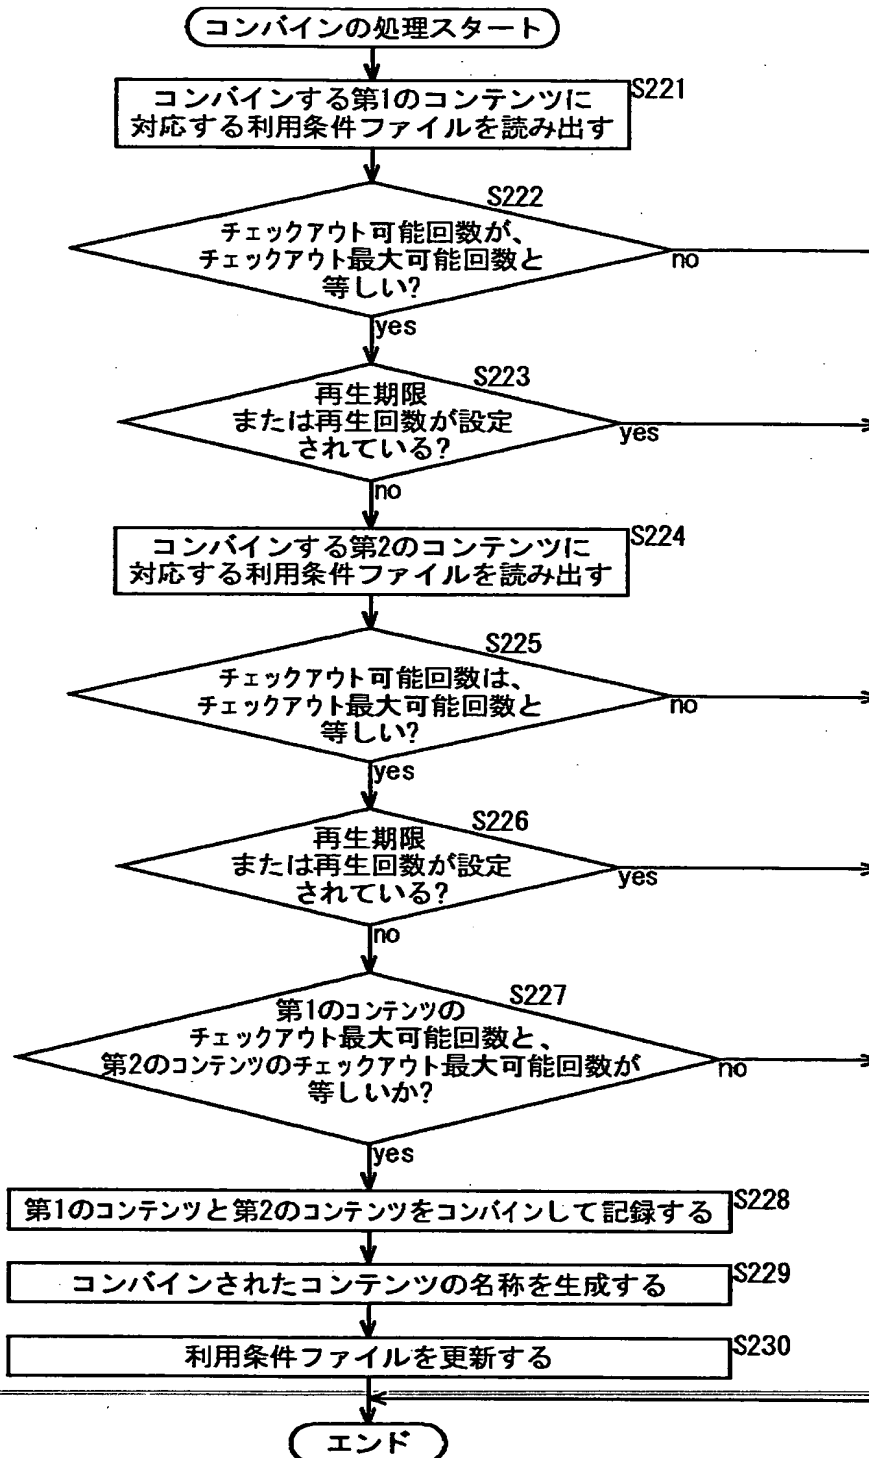 コンバインの処理スタート
S221
コンバインする第1のコンテンツに
対応する利用条件ファイルを読み出す
S222
チェックアウト可能回数が、
チェックアウト最大可能回数と
等しい?
no
yes
S223
再生期限
または再生回数が設定
されている?
yes
no
S224
コンバインする第2のコンテンツに
対応する利用条件ファイルを読み出す
S225
チェックアウト可能回数は、
チェックアウト最大可能回数と
等しい?
no
yes
S226
再生期限
または再生回数が設定
されている?
yes
no
S227
第1のコンテンツの
チェックアウト最大可能回数と、
第2のコンテンツのチェックアウト最大可能回数が
等しいか?
no
yes
第1のコンテンツと第2のコンテンツをコンバインして記録する S228
コンバインされたコンテンツの名称を生成する S229
利用条件ファイルを更新する S230
エンド